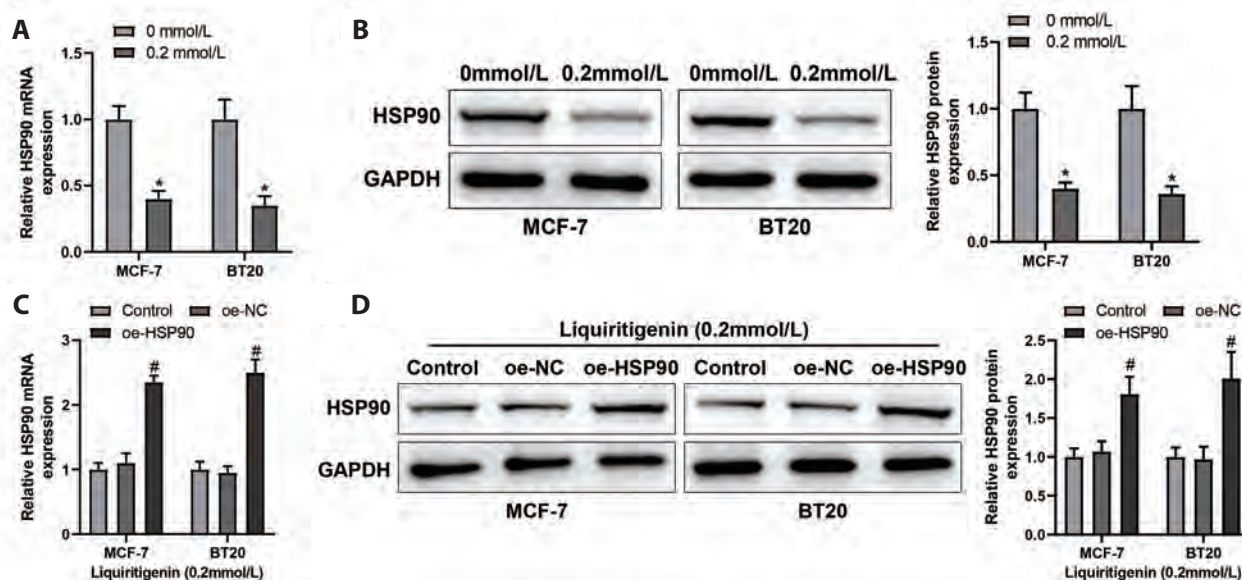 A
0 mmol/L
0.2 mmol/L
Relative HSP90 mRNA
expression
1.5
1.0
0.5
0.0
*
*
MCF-7
BT20
B
0mmol/L
0.2mmol/L
0mmol/L
0.2mmol/L
HSP90
GAPDH
MCF-7
BT20
0 mmol/L
0.2 mmol/L
Relative HSP90 protein
expression
1.5
1.0
0.5
0.0
*
*
MCF-7
BT20
C
Control
oe-NC
oe-HSP90
Relative HSP90 mRNA
expression
3
2
1
0
#
#
MCF-7
BT20
Liquiritigenin (0.2mmol/L)
D
Liquiritigenin (0.2mmol/L)
Control
oe-NC
oe-HSP90
Control
oe-NC
oe-HSP90
HSP90
GAPDH
MCF-7
BT20
Control
oe-NC
oe-HSP90
Relative HSP90 protein
expression
2.5
2.0
1.5
1.0
0.5
0.0
#
#
MCF-7
BT20
Liquiritigenin (0.2mmol/L)